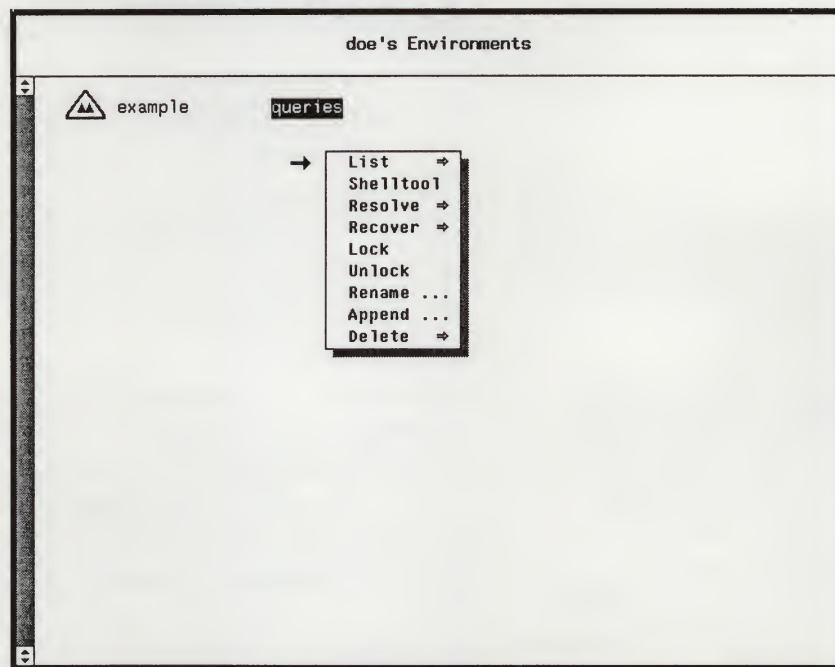 doe's Environments
example queries
List ⇒
Shelltool
Resolve ⇒
Recover ⇒
Lock
Unlock
Rename ...
Append ...
Delete ⇒